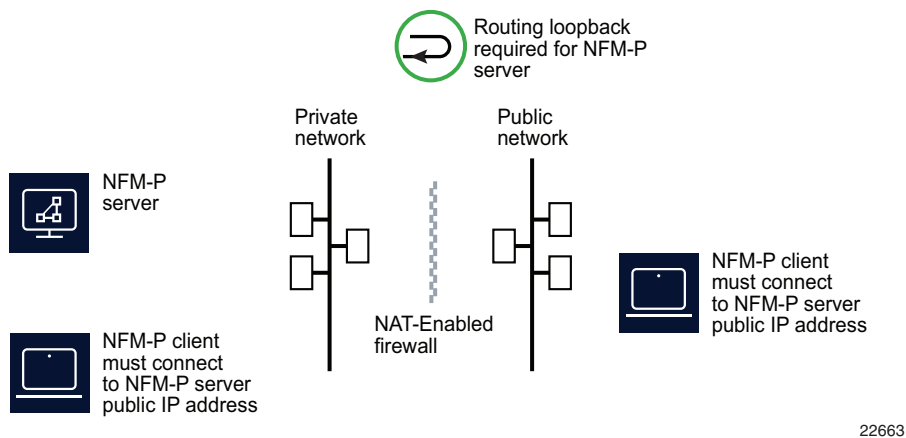 Routing loopback
required for NFM-P
server
Private
network
Public
network
NFM-P
server
NFM-P client
must connect
to NFM-P server
public IP address
NAT-Enabled
firewall
NFM-P client
must connect
to NFM-P server
public IP address
22663